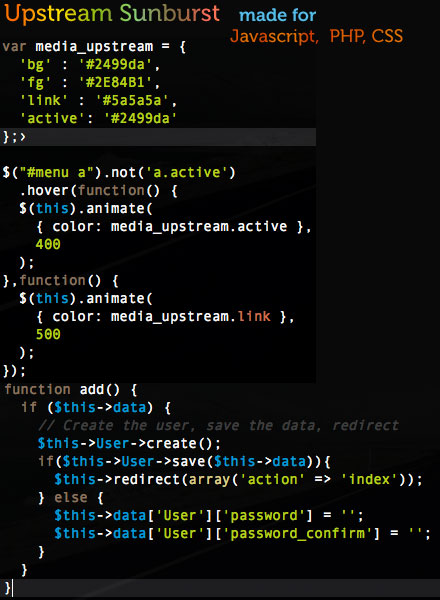 Upstream Sunburst made for
Javascript, PHP, CSS
var media_upstream = {
  'bg' : '#2499da',
  'fg' : '#2E84B1',
  'link' : '#5a5a5a',
  'active': '#2499da'
};›
$("#menu a").not('a.active')
  .hover(function() {
  $(this).animate(
    { color: media_upstream.active },
    400
  );
},function() {
  $(this).animate(
    { color: media_upstream.link },
    500
  );
});
function add() {
  if ($this->data) {
    // Create the user, save the data, redirect
    $this->User->create();
    if($this->User->save($this->data)){
      $this->redirect(array('action' => 'index'));
    } else {
      $this->data['User']['password'] = '';
      $this->data['User']['password_confirm'] = '';
    }
  }
}